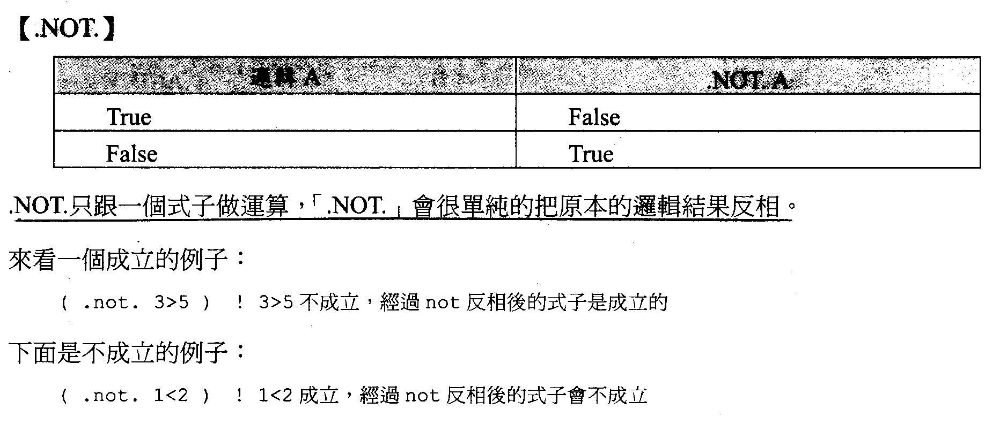 【.NOT.】
邏輯 A .NOT. A
True False
False True
.NOT.只跟一個式子做運算，「.NOT.」會很單純的把原本的邏輯結果反相。
來看一個成立的例子：
( .not. 3>5 ) ! 3>5 不成立，經過 not 反相後的式子是成立的
下面是不成立的例子：
( .not. 1<2 ) ! 1<2 成立，經過 not 反相後的式子會不成立